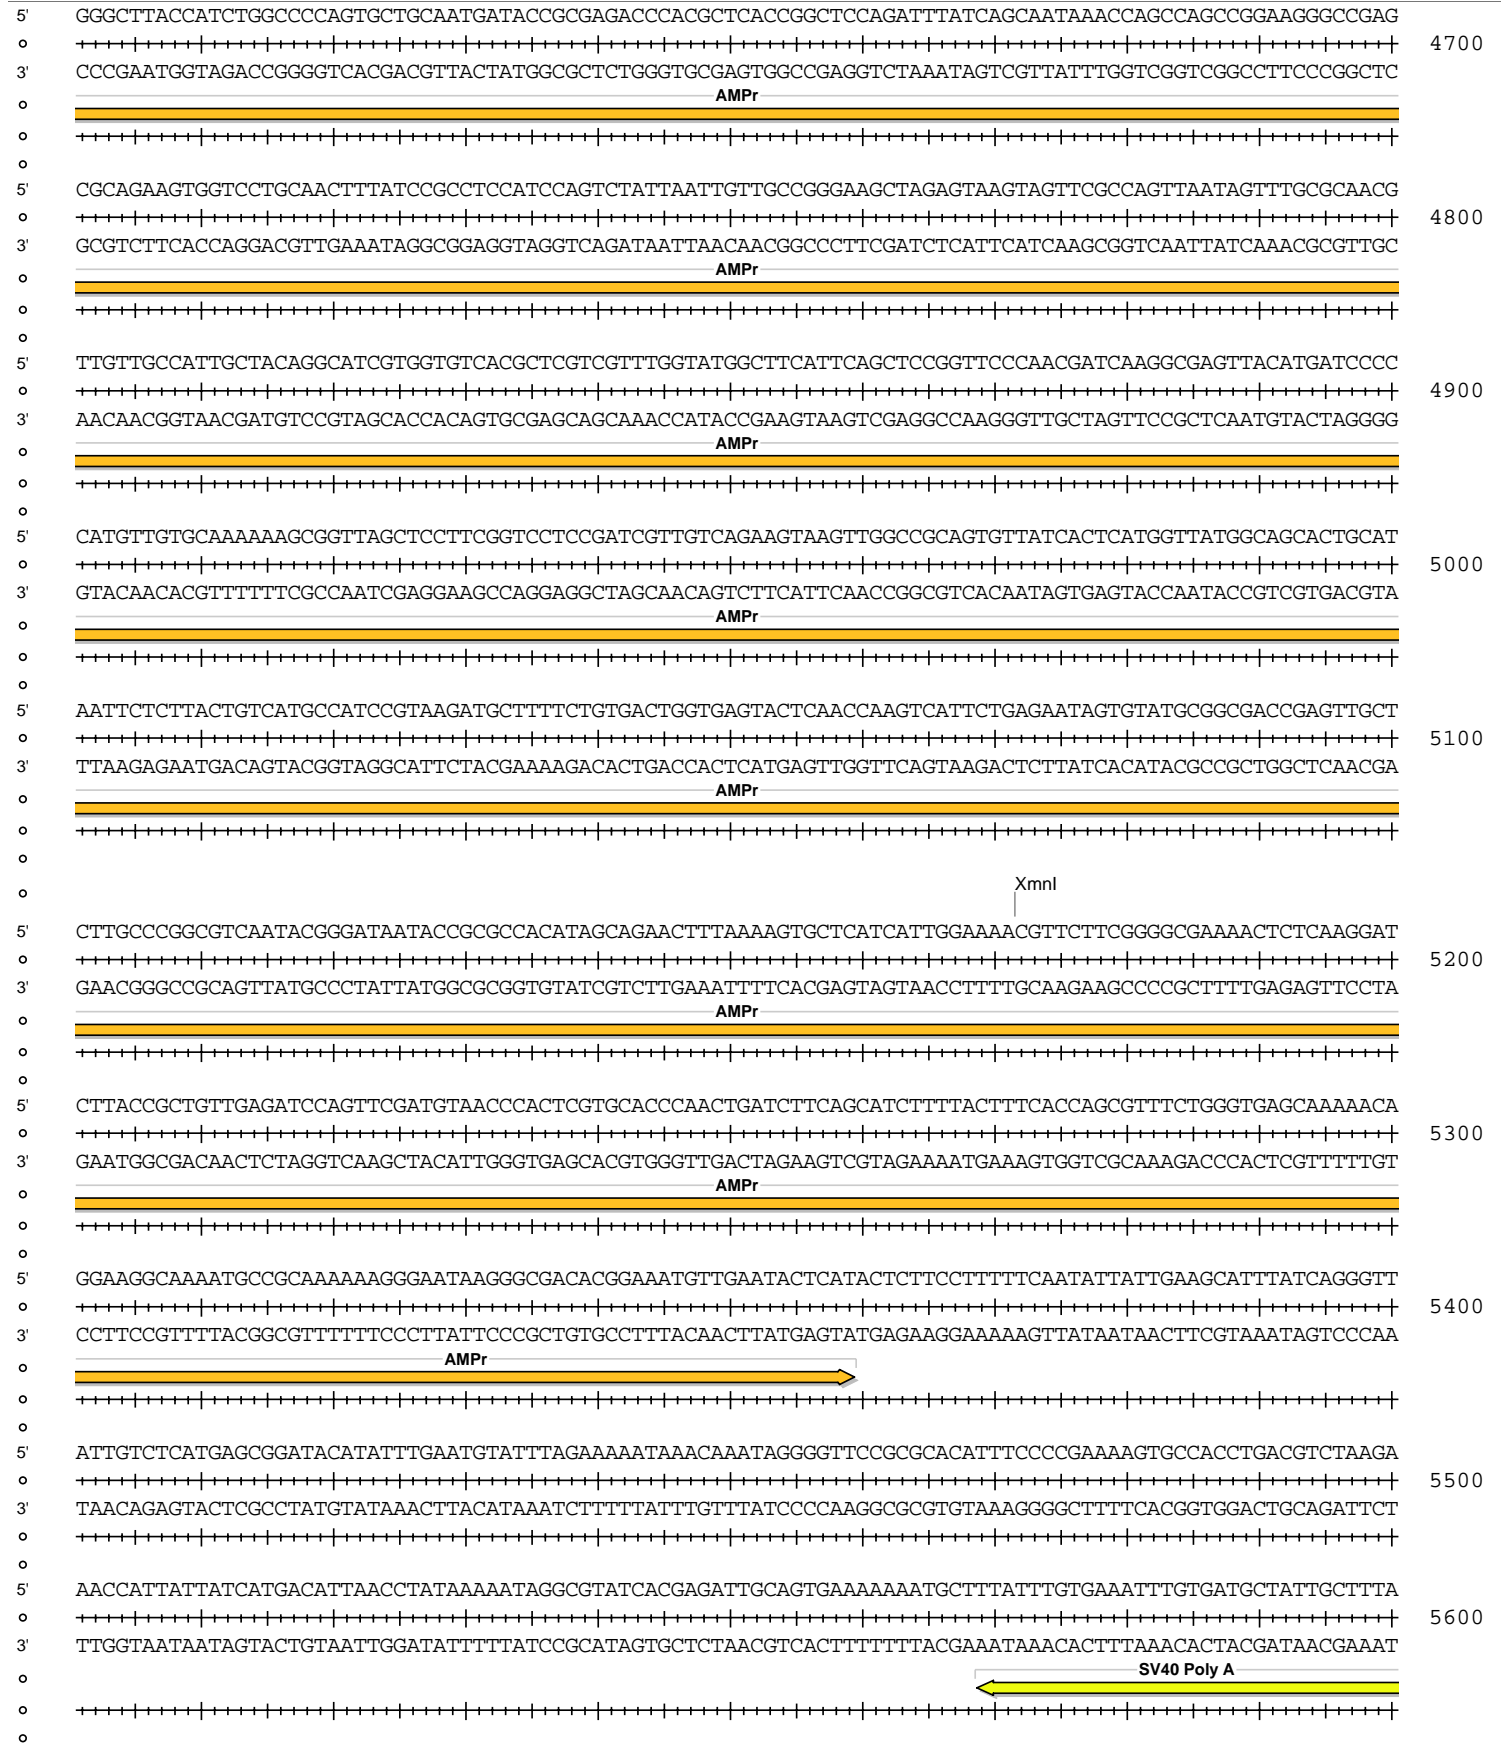 5' GGGCTTACCATCTGGCCCCAGTGCTGCAATGATACCGCGAGACCCACGCTCACCGGCTCCAGATTTATCAGCAATAAACCAGCCAGCCGGAAGGGCCGAG
4700
3' CCCGAATGGTAGACCGGGGTCACGACGTTACTATGGCGCTCTGGGTGCGAGTGGCCGAGGTCTAAATAGTCGTTATTTGGTCGGTCGGCCTTCCCGGCTC
AMPr
5' CGCAGAAGTGGTCCTGCAACTTTATCCGCCTCCATCCAGTCTATTAATTGTTGCCGGGAAGCTAGAGTAAGTAGTTCGCCAGTTAATAGTTTGCGCAACG
4800
3' GCGTCTTCACCAGGACGTTGAAATAGGCGGAGGTAGGTCAGATAATTAACAACGGCCCTTCGATCTCATTCATCAAGCGGTCAATTATCAAACGCGTTGC
AMPr
5' TTGTTGCCATTGCTACAGGCATCGTGGTGTCACGCTCGTCGTTTGGTATGGCTTCATTCAGCTCCGGTTCCCAACGATCAAGGCGAGTTACATGATCCCC
4900
3' AACAACGGTAACGATGTCCGTAGCACCACAGTGCGAGCAGCAAACCATACCGAAGTAAGTCGAGGCCAAGGGTTGCTAGTTCCGCTCAATGTACTAGGGG
AMPr
5' CATGTTGTGCAAAAAAGCGGTTAGCTCCTTCGGTCCTCCGATCGTTGTCAGAAGTAAGTTGGCCGCAGTGTTATCACTCATGGTTATGGCAGCACTGCAT
5000
3' GTACAACACGTTTTTTCGCCAATCGAGGAAGCCAGGAGGCTAGCAACAGTCTTCATTCAACCGGCGTCACAATAGTGAGTACCAATACCGTCGTGACGTA
AMPr
5' AATTCTCTTACTGTCATGCCATCCGTAAGATGCTTTTCTGTGACTGGTGAGTACTCAACCAAGTCATTCTGAGAATAGTGTATGCGGCGACCGAGTTGCT
5100
3' TTAAGAGAATGACAGTACGGTAGGCATTCTACGAAAAGACACTGACCACTCATGAGTTGGTTCAGTAAGACTCTTATCACATACGCCGCTGGCTCAACGA
AMPr
XmnI
5' CTTGCCCGGCGTCAATACGGGATAATACCGCGCCACATAGCAGAACTTTAAAAGTGCTCATCATTGGAAAACGTTCTTCGGGGCGAAAACTCTCAAGGAT
5200
3' GAACGGGCCGCAGTTATGCCCTATTATGGCGCGGTGTATCGTCTTGAAATTTTCACGAGTAGTAACCTTTTGCAAGAAGCCCCGCTTTTGAGAGTTCCTA
AMPr
5' CTTACCGCTGTTGAGATCCAGTTCGATGTAACCCACTCGTGCACCCAACTGATCTTCAGCATCTTTTACTTTCACCAGCGTTTCTGGGTGAGCAAAAACA
5300
3' GAATGGCGACAACTCTAGGTCAAGCTACATTGGGTGAGCACGTGGGTTGACTAGAAGTCGTAGAAAATGAAAGTGGTCGCAAAGACCCACTCGTTTTTGT
AMPr
5' GGAAGGCAAAATGCCGCAAAAAAGGGAATAAGGGCGACACGGAAATGTTGAATACTCATACTCTTCCTTTTTCAATATTATTGAAGCATTTATCAGGGTT
5400
3' CCTTCCGTTTTACGGCGTTTTTTCCCTTATTCCCGCTGTGCCTTTACAACTTATGAGTATGAGAAGGAAAAAGTTATAATAACTTCGTAAATAGTCCCAA
AMPr
5' ATTGTCTCATGAGCGGATACATATTTGAATGTATTTAGAAAAATAAACAAATAGGGGTTCCGCGCACATTTCCCCGAAAAGTGCCACCTGACGTCTAAGA
5500
3' TAACAGAGTACTCGCCTATGTATAAACTTACATAAATCTTTTTATTTGTTTATCCCCAAGGCGCGTGTAAAGGGGCTTTTCACGGTGGACTGCAGATTCT
5' AACCATTATTATCATGACATTAACCTATAAAAATAGGCGTATCACGAGATTGCAGTGAAAAAAATGCTTTATTTGTGAAATTTGTGATGCTATTGCTTTA
5600
3' TTGGTAATAATAGTACTGTAATTGGATATTTTTATCCGCATAGTGCTCTAACGTCACTTTTTTTACGAAATAAACACTTTAAACACTACGATAACGAAAT
SV40 Poly A